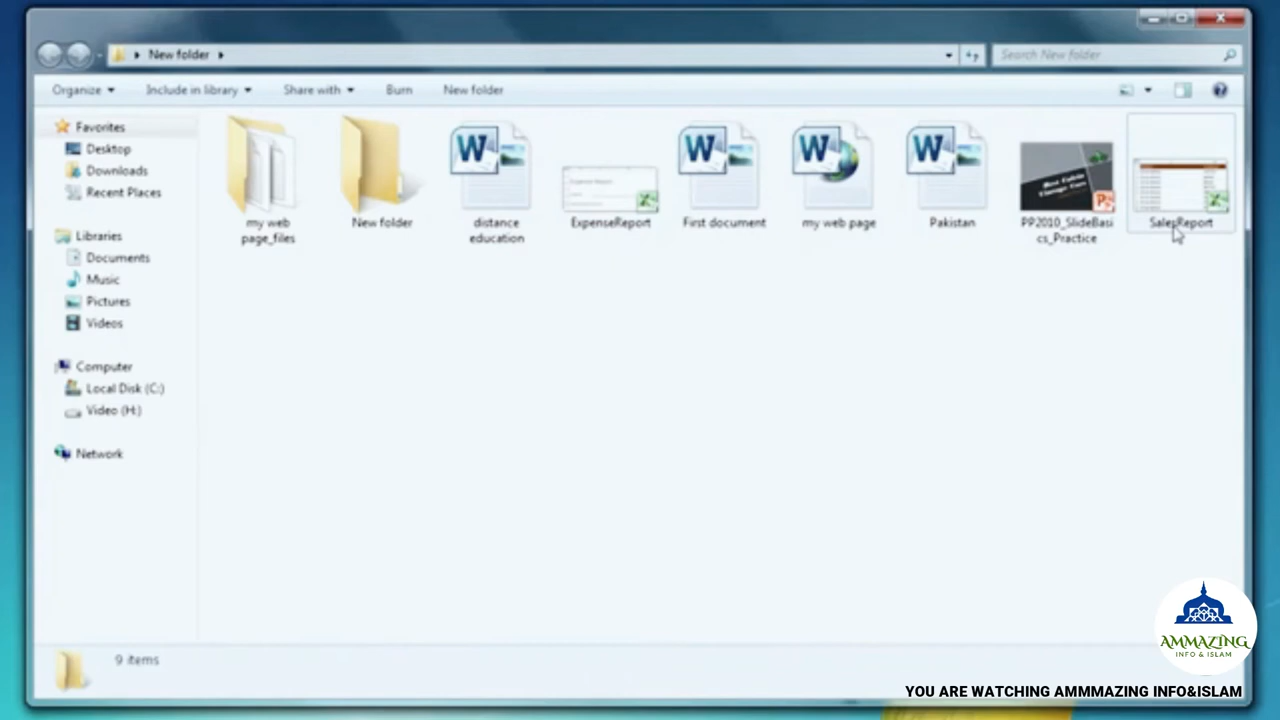 New folder
Search New folder
Organize
Include in library
Share with
Burn
New folder
Favorites
Desktop
Downloads
Recent Places
Libraries
Documents
Music
Pictures
Videos
Computer
Local Disk (C:)
Video (H:)
Network
my web
page_files
New folder
distance
education
ExpenseReport
First document
my web page
Pakistan
PP2010_SlideBasi
cs_Practice
SalesReport
9 items
AMMAZING
INFO & ISLAM
YOU ARE WATCHING AMMMAZING INFO&ISLAM